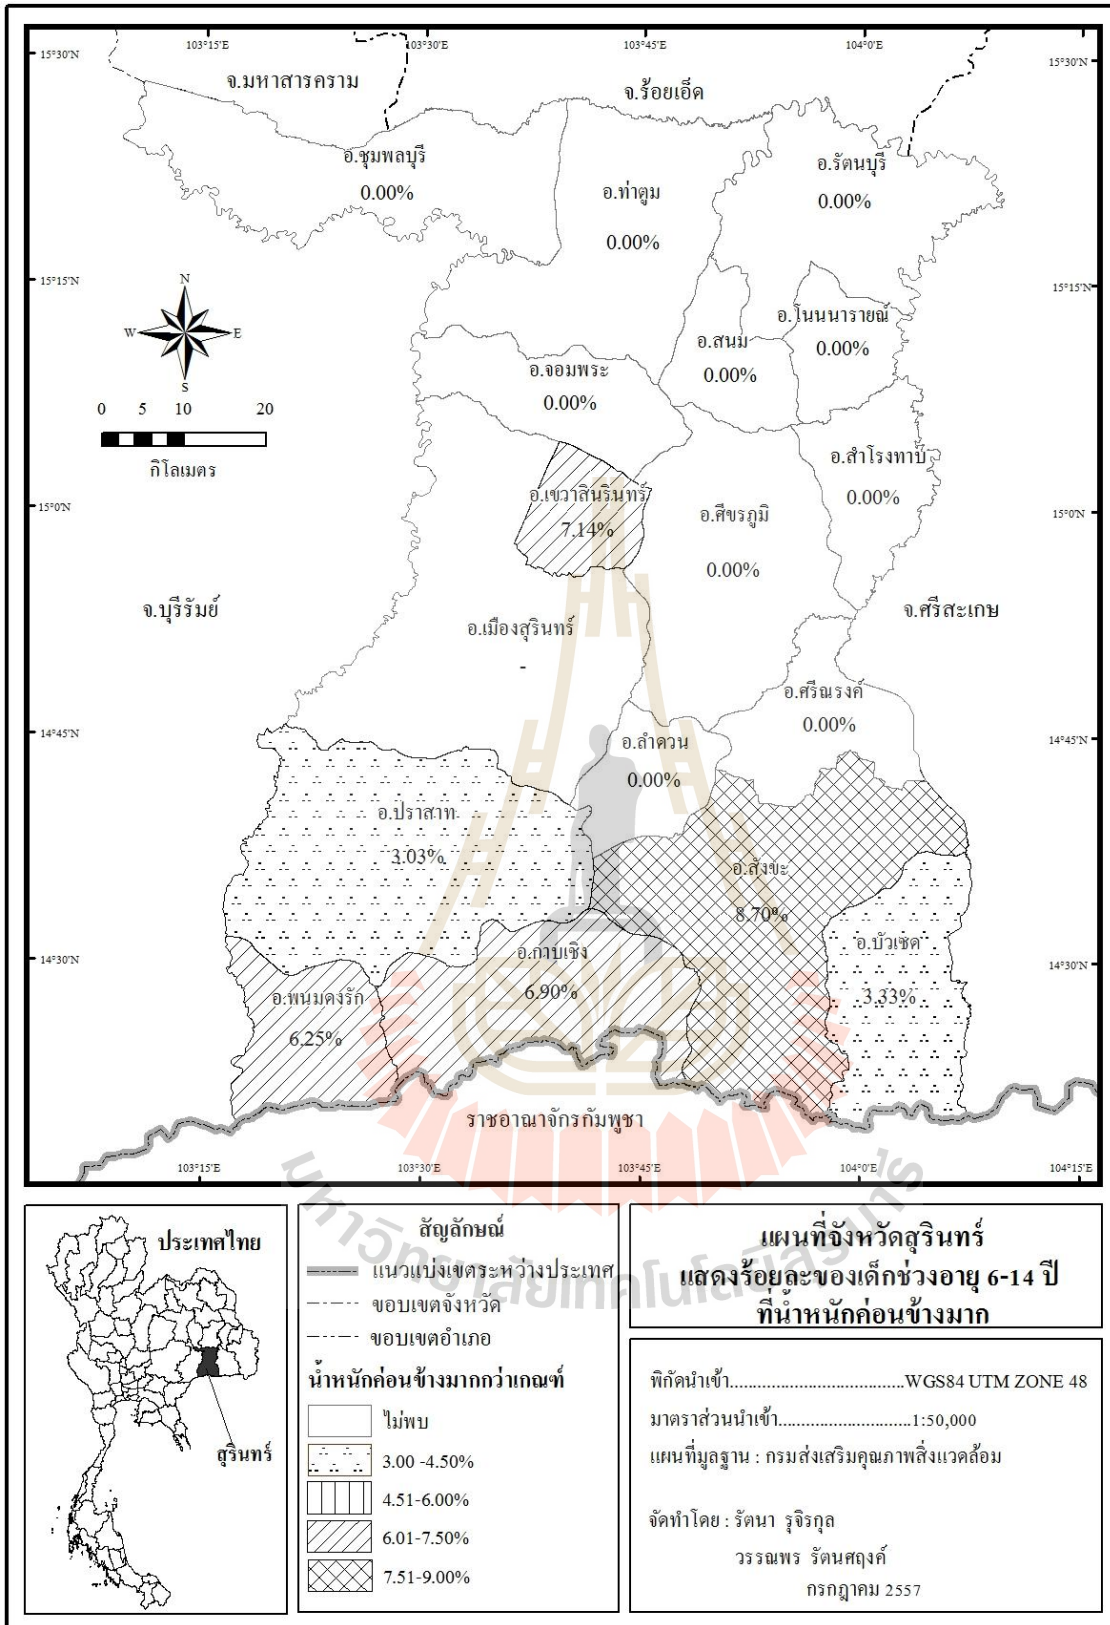 103°15'E 103°30'E 103°45'E 104°0'E
15°30'N 15°30'N
จ.มหาสารคราม
จ.ร้อยเอ็ด
อ.ชุมพลบุรี
0.00%
อ.ท่าตูม
0.00%
อ.รัตนบุรี
0.00%
15°15'N 15°15'N
N
W E
S
อ.สนม
0.00%
อ.โนนนารายณ์
0.00%
อ.จอมพระ
0.00%
0 5 10 20
กิโลเมตร
อ.สำโรงทาบ
0.00%
อ.เขวาสินรินทร์
7.14%
15°0'N 15°0'N
อ.ศีขรภูมิ
0.00%
จ.บุรีรัมย์
จ.ศรีสะเกษ
อ.เมืองสุรินทร์
-
อ.ศรีณรงค์
0.00%
14°45'N 14°45'N
อ.ลำดวน
0.00%
อ.ปราสาท
3.03%
อ.สังขะ
8.70%
อ.บัวเชด
3.33%
14°30'N 14°30'N
อ.กาบเชิง
6.90%
อ.พนมดงรัก
6.25%
ราชอาณาจักรกัมพูชา
103°15'E 103°30'E 103°45'E 104°0'E 104°15'E
มหาวิทยาลัยเทคโนโลยีสุรนารี
ประเทศไทย
สุรินทร์
สัญลักษณ์
แนวแบ่งเขตระหว่างประเทศ
ขอบเขตจังหวัด
ขอบเขตอำเภอ
น้ำหนักค่อนข้างมากกว่าเกณฑ์
ไม่พบ
3.00 -4.50%
4.51-6.00%
6.01-7.50%
7.51-9.00%
แผนที่จังหวัดสุรินทร์
แสดงร้อยละของเด็กช่วงอายุ 6-14 ปี
ที่น้ำหนักค่อนข้างมาก
พิกัดนำเข้า..................................WGS84 UTM ZONE 48
มาตราส่วนนำเข้า..........................1:50,000
แผนที่มูลฐาน : กรมส่งเสริมคุณภาพสิ่งแวดล้อม
จัดทำโดย : รัตนา รุจิรกุล
วรรณพร รัตนศฤงค์
กรกฎาคม 2557